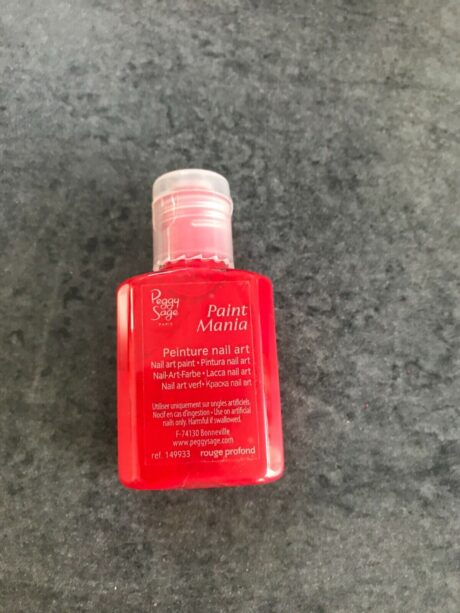 Peggy
Sage
PARIS
Paint
Mania
Peinture nail art
Nail art paint • Pintura nail art
Nail-Art-Farbe • Lacca nail art
Nail art verf • Краска nail art
Utiliser uniquement sur ongles artificiels.
Nocif en cas d'ingestion • Use on artificial
nails only. Harmful if swallowed.
F-74130 Bonneville
www.peggysage.com
ref. 149933 rouge profond